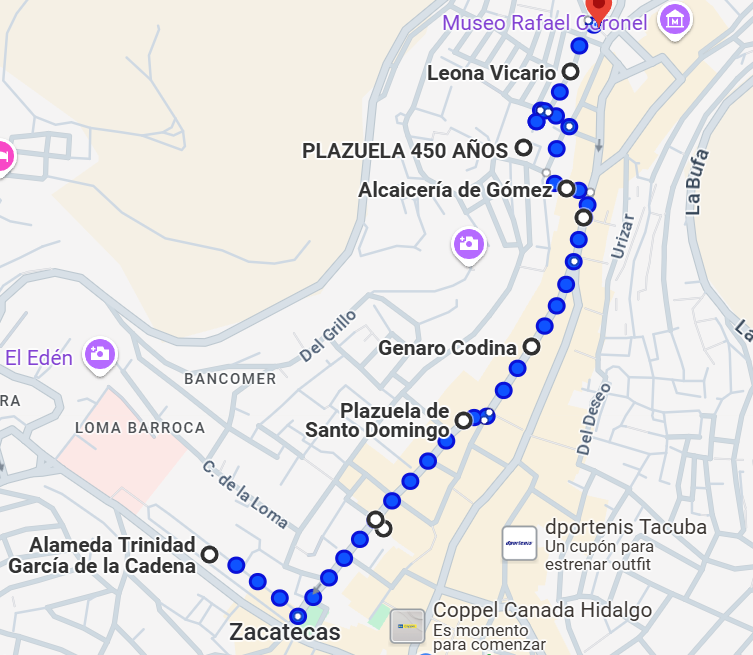 Museo Rafael Coronel
Leona Vicario
PLAZUELA 450 AÑOS
La Bufa
Alcaicería de Gómez
Urizar
Del Grillo
Genaro Codina
El Edén
BANCOMER
RA
LOMA BARROCA
Plazuela de
Santo Domingo
Del Deseo
C. de la Loma
dportenis Tacuba
Un cupón para
estrenar outfit
Alameda Trinidad
García de la Cadena
Coppel Canada Hidalgo
Es momento
para comenzar
Zacatecas